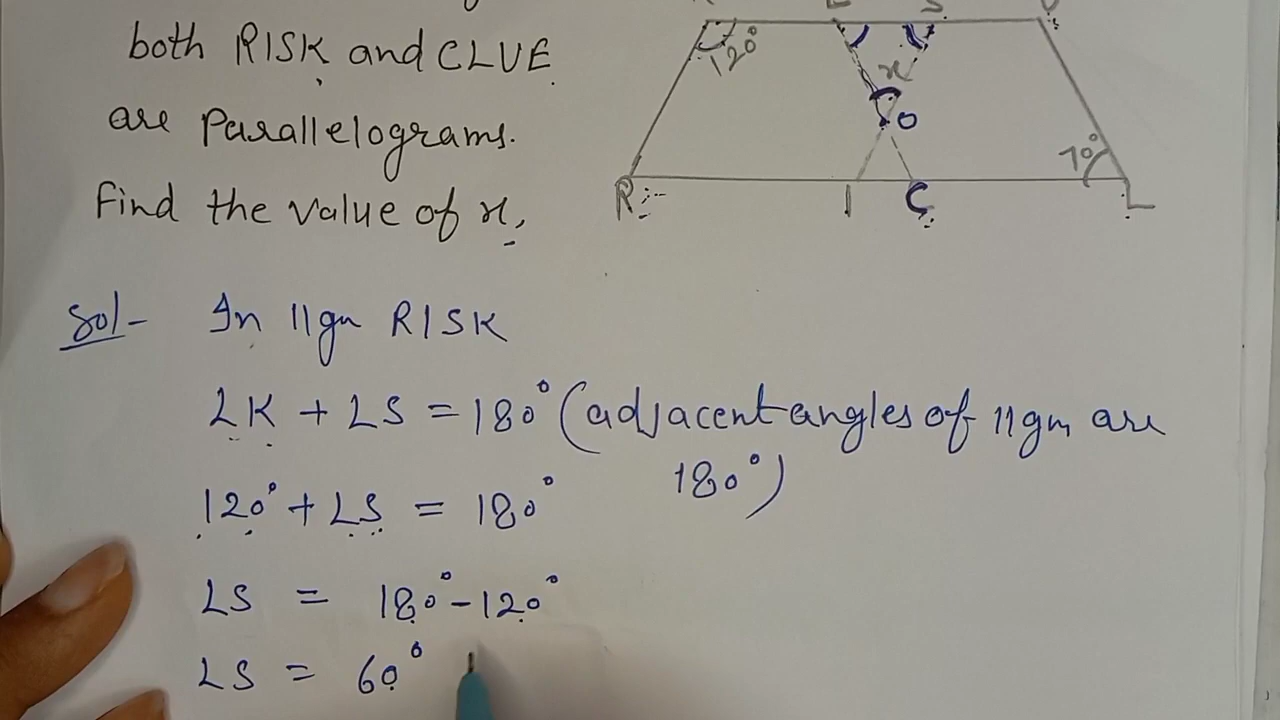 both RISK and CLUE
are parallelograms.
Find the value of x.
120°
x
O
70°
R
I
C
L
Sol- In ||gm RISK
∠K + ∠S = 180° (adjacent angles of ||gm are
180°)
120° + ∠S = 180°
∠S = 180° - 120°
∠S = 60°